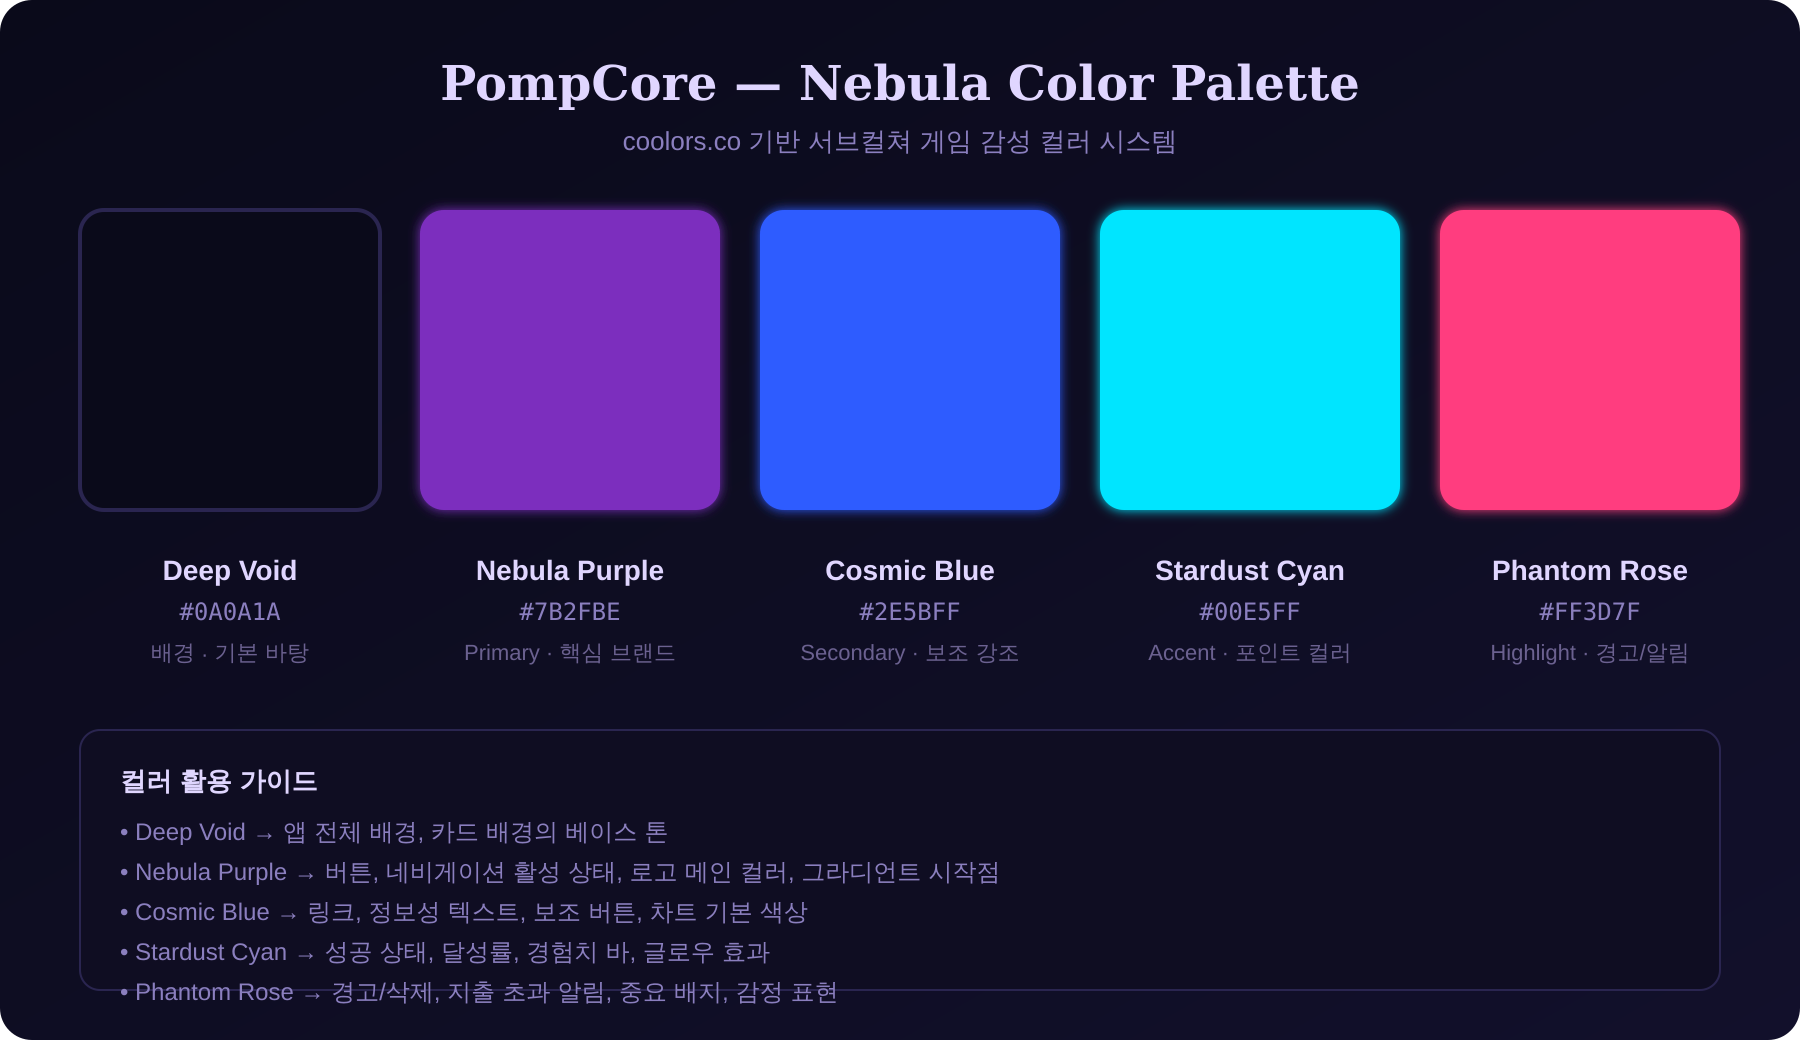 PompCore — Nebula Color Palette
coolors.co 기반 서브컬쳐 게임 감성 컬러 시스템
Deep Void
#0A0A1A
배경 · 기본 바탕
Nebula Purple
#7B2FBE
Primary · 핵심 브랜드
Cosmic Blue
#2E5BFF
Secondary · 보조 강조
Stardust Cyan
#00E5FF
Accent · 포인트 컬러
Phantom Rose
#FF3D7F
Highlight · 경고/알림
컬러 활용 가이드
• Deep Void → 앱 전체 배경, 카드 배경의 베이스 톤
• Nebula Purple → 버튼, 네비게이션 활성 상태, 로고 메인 컬러, 그라디언트 시작점
• Cosmic Blue → 링크, 정보성 텍스트, 보조 버튼, 차트 기본 색상
• Stardust Cyan → 성공 상태, 달성률, 경험치 바, 글로우 효과
• Phantom Rose → 경고/삭제, 지출 초과 알림, 중요 배지, 감정 표현